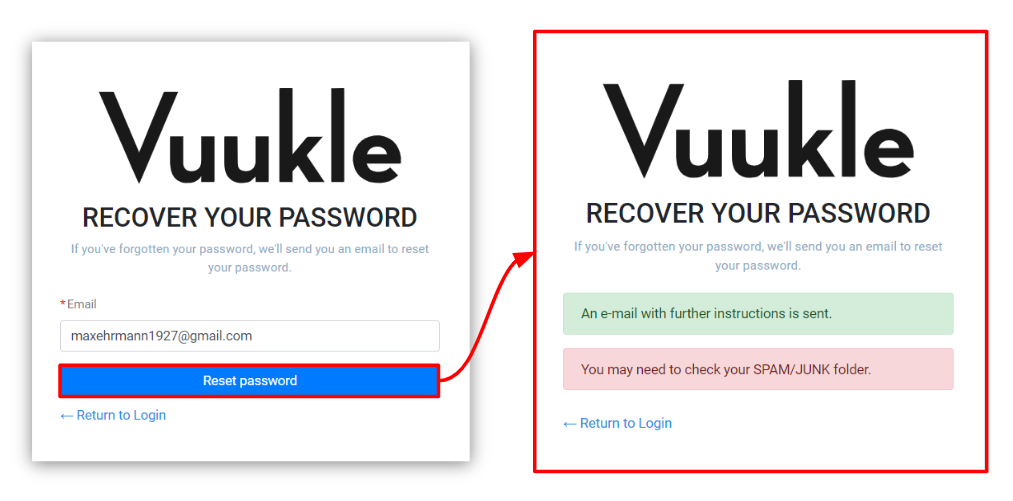 Vuukle
RECOVER YOUR PASSWORD
If you've forgotten your password, we'll send you an email to reset
your password.
*Email
maxehrmann1927@gmail.com
Reset password
← Return to Login
Vuukle
RECOVER YOUR PASSWORD
If you've forgotten your password, we'll send you an email to reset
your password.
An e-mail with further instructions is sent.
You may need to check your SPAM/JUNK folder.
← Return to Login